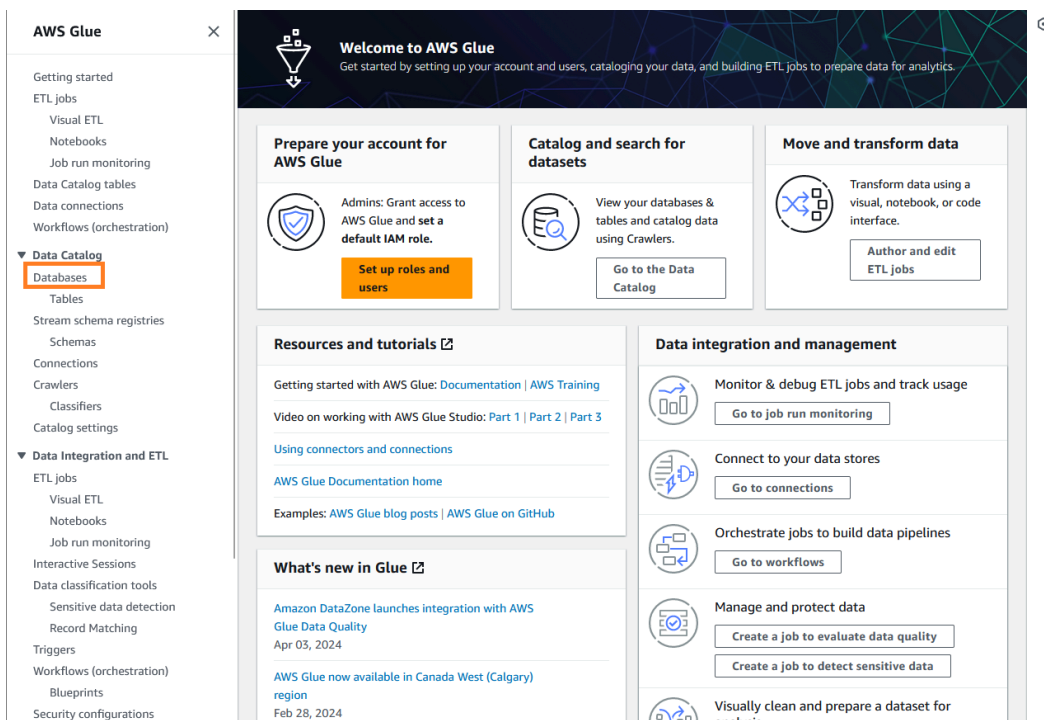 AWS Glue
Getting started
ETL jobs
Visual ETL
Notebooks
Job run monitoring
Data Catalog tables
Data connections
Workflows (orchestration)
Data Catalog
Databases
Tables
Stream schema registries
Schemas
Connections
Crawlers
Classifiers
Catalog settings
Data Integration and ETL
ETL jobs
Visual ETL
Notebooks
Job run monitoring
Interactive Sessions
Data classification tools
Sensitive data detection
Record Matching
Triggers
Workflows (orchestration)
Blueprints
Security configurations
Welcome to AWS Glue
Get started by setting up your account and users, cataloging your data, and building ETL jobs to prepare data for analytics.
Prepare your account for
AWS Glue
Admins: Grant access to
AWS Glue and set a
default IAM role.
Set up roles and
users
Catalog and search for
datasets
View your databases &
tables and catalog data
using Crawlers.
Go to the Data
Catalog
Move and transform data
Transform data using a
visual, notebook, or code
interface.
Author and edit
ETL jobs
Resources and tutorials
Getting started with AWS Glue: Documentation | AWS Training
Video on working with AWS Glue Studio: Part 1 | Part 2 | Part 3
Using connectors and connections
AWS Glue Documentation home
Examples: AWS Glue blog posts | AWS Glue on GitHub
What's new in Glue
Amazon DataZone launches integration with AWS
Glue Data Quality
Apr 03, 2024
AWS Glue now available in Canada West (Calgary)
region
Feb 28, 2024
Data integration and management
Monitor & debug ETL jobs and track usage
Go to job run monitoring
Connect to your data stores
Go to connections
Orchestrate jobs to build data pipelines
Go to workflows
Manage and protect data
Create a job to evaluate data quality
Create a job to detect sensitive data
Visually clean and prepare a dataset for